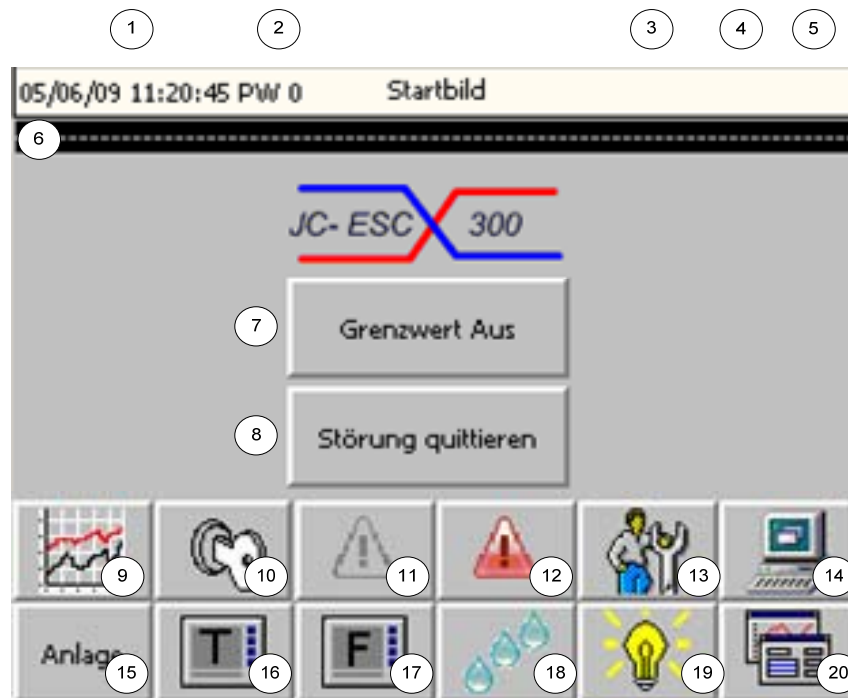 1 2 3 4 5
05/06/09 11:20:45 PW 0 Startbild
6
JC- ESC 300
7 Grenzwert Aus
8 Störung quittieren
9 10 11 12 13 14
Anlage 15 T 16 F 17 18 19 20